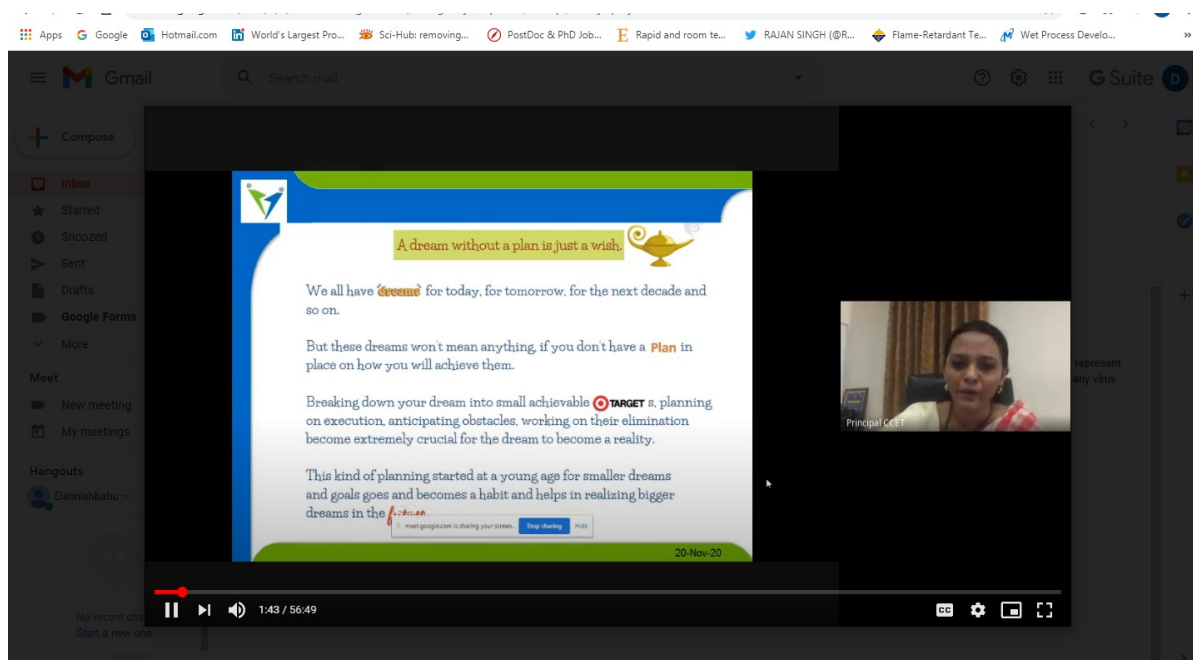 Apps Google Hotmail.com World's Largest Pro... Sci-Hub: removing... PostDoc & PhD Job... Rapid and room te... RAJAN SINGH (@R... Flame-Retardant Te... Wet Process Develo... »
Gmail Search mail G Suite D
Compose
Inbox
Starred
Snoozed
Sent
Drafts
Google Forms
More
Meet
New meeting
My meetings
Hangouts
Dennishbabu
No recent cha
Start a new one
A dream without a plan is just a wish.
We all have 'dreams' for today, for tomorrow, for the next decade and
so on.
But these dreams won't mean anything, if you don't have a Plan in
place on how you will achieve them.
Breaking down your dream into small achievable TARGET s, planning
on execution, anticipating obstacles, working on their elimination
become extremely crucial for the dream to become a reality.
This kind of planning started at a young age for smaller dreams
and goals goes and becomes a habit and helps in realizing bigger
dreams in the future
meet.google.com is sharing your screen. Stop sharing Hide
20-Nov-20
Principal CCET
represent
any virus
1:43 / 56:49
CC